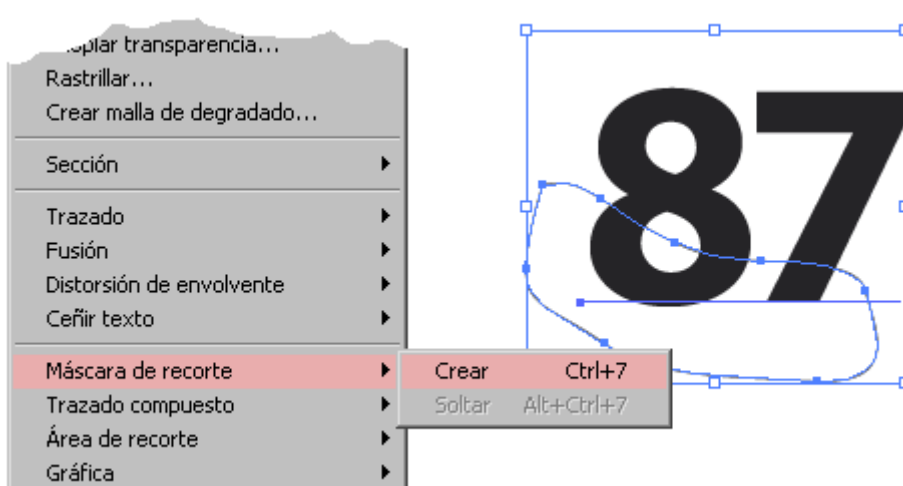 transparencia...
Rastrillar...
Crear malla de degradado...
Sección
Trazado
Fusión
Distorsión de envolvente
Ceñir texto
Máscara de recorte
Trazado compuesto
Área de recorte
Gráfica
Crear Ctrl+7
Soltar Alt+Ctrl+7
87